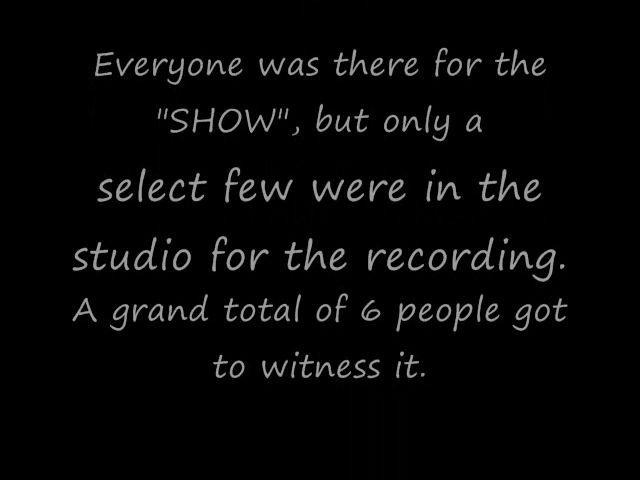 Everyone was there for the
"SHOW", but only a
select few were in the
studio for the recording.
A grand total of 6 people got
to witness it.